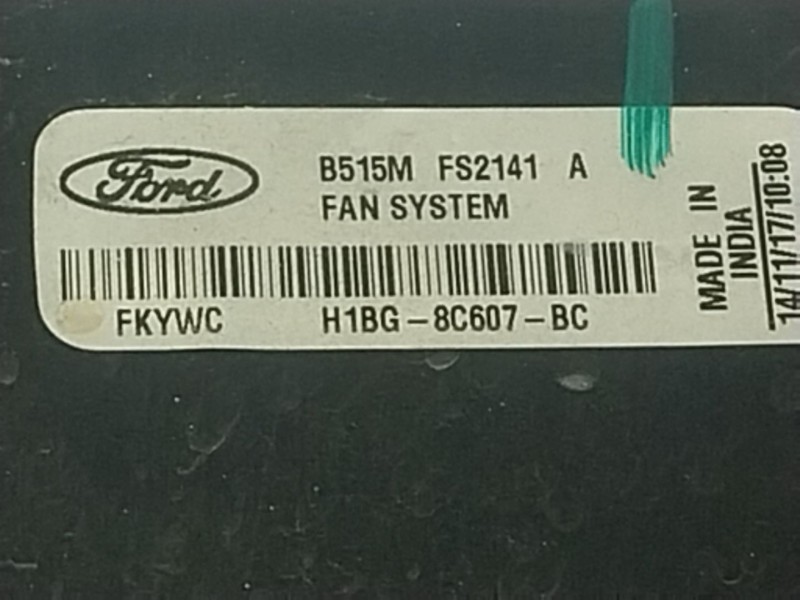 Ford
B515M FS2141 A
FAN SYSTEM
FKYWC H1BG-8C607-BC
MADE IN
INDIA
14/11/17/10:08